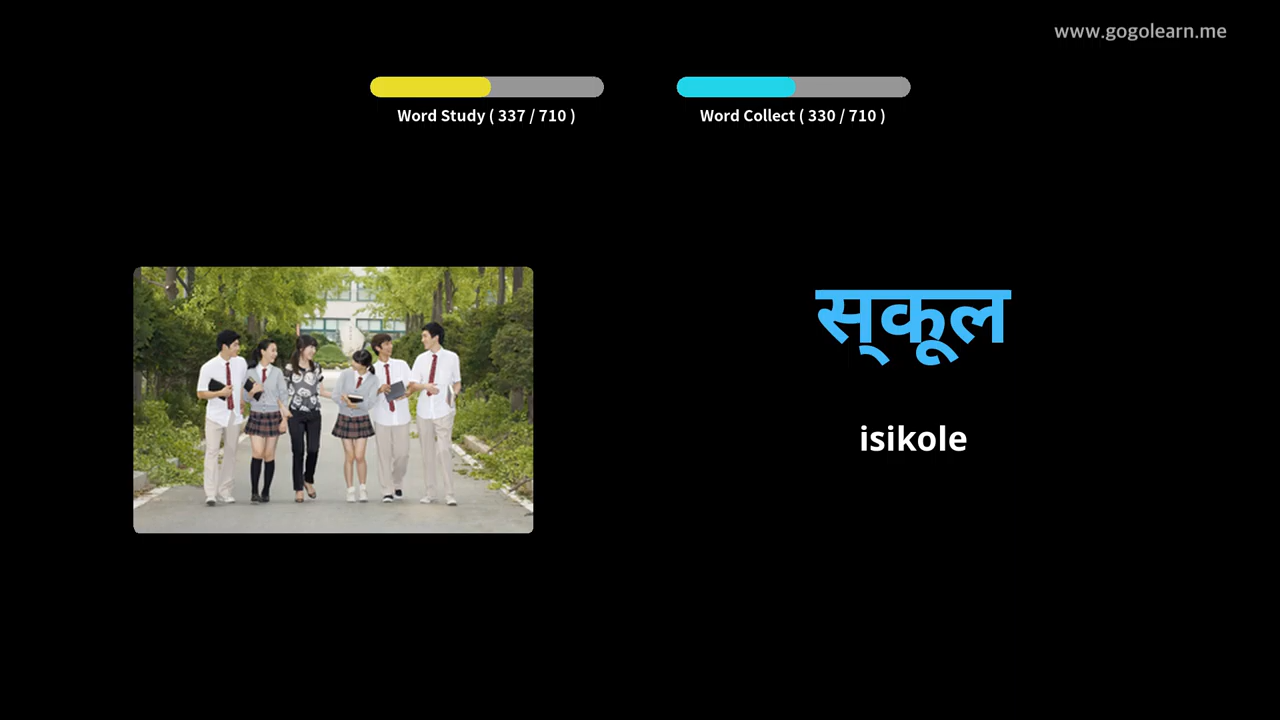 www.gogolearn.me
Word Study ( 337 / 710 )
Word Collect ( 330 / 710 )
स्‌कूल
isikole